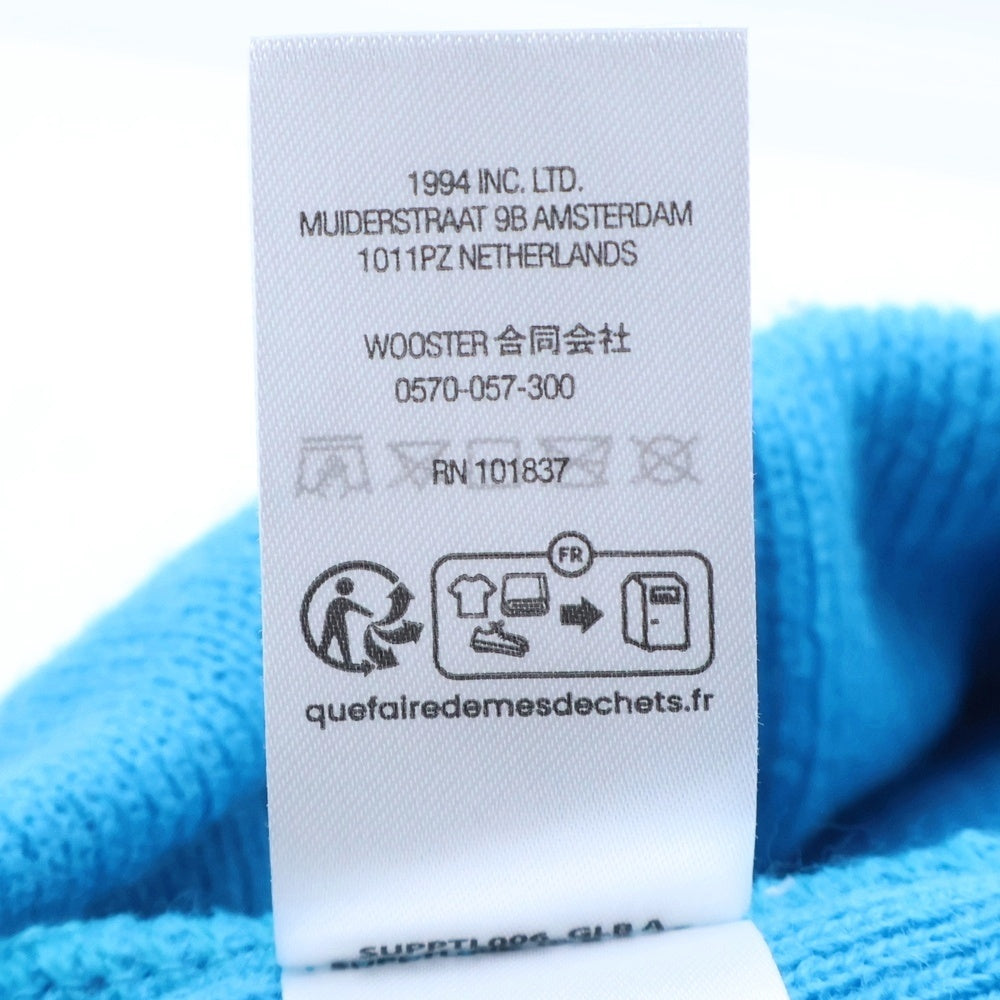 1994 INC. LTD.
MUIDERSTRAAT 9B AMSTERDAM
1011PZ NETHERLANDS
WOOSTER 合同会社
0570-057-300
RN 101837
FR
quefairedemesdechets.fr